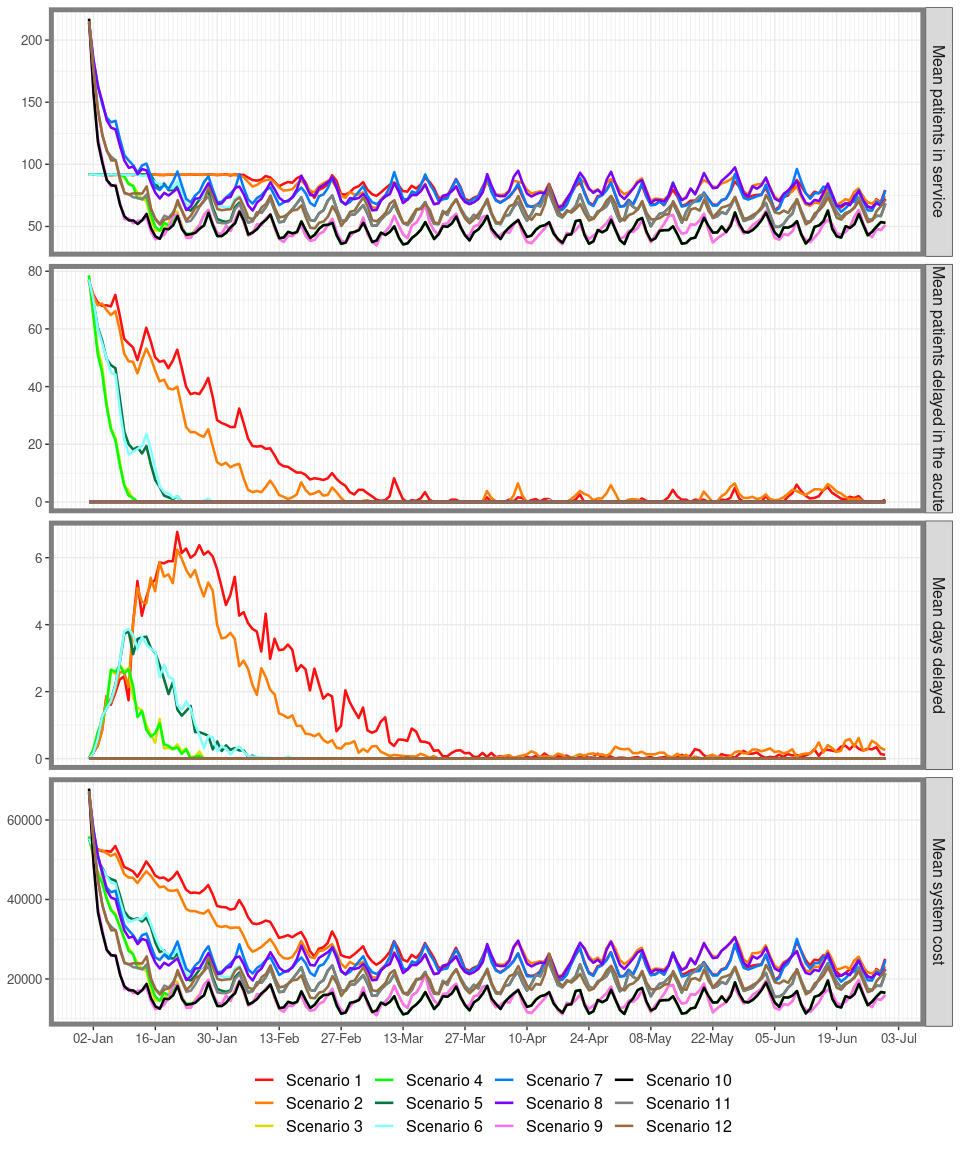 200
150
100
50
Mean patients in service
80
60
40
20
0
Mean patients delayed in the acute
6
4
2
0
Mean days delayed
60000
40000
20000
Mean system cost
02-Jan 16-Jan 30-Jan 13-Feb 27-Feb 13-Mar 27-Mar 10-Apr 24-Apr 08-May 22-May 05-Jun 19-Jun 03-Jul
Scenario 1 Scenario 4 Scenario 7 Scenario 10
Scenario 2 Scenario 5 Scenario 8 Scenario 11
Scenario 3 Scenario 6 Scenario 9 Scenario 12